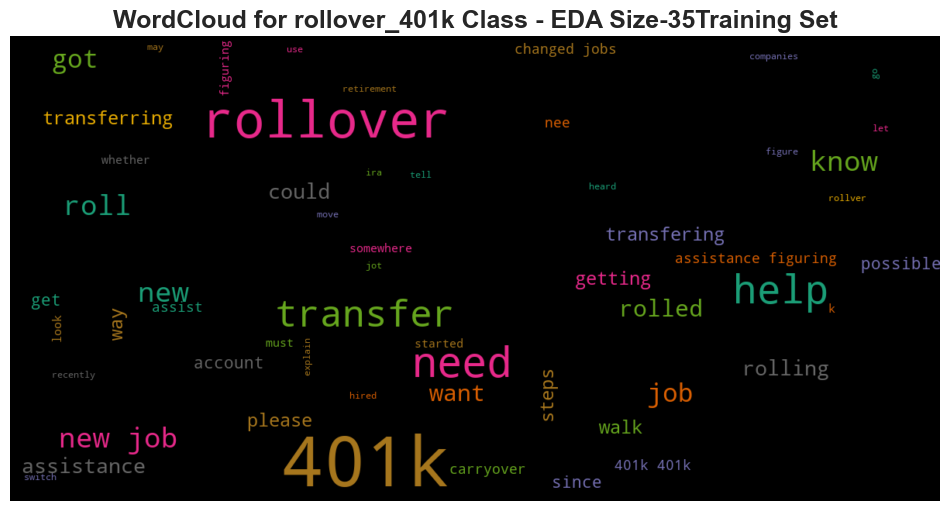 WordCloud for rollover_401k Class - EDA Size-35Training Set
may
use
changed jobs
got
figuring
companies
go
retirement
transferring
rollover
nee
let
whether
figure
know
ira
tell
heard
could
rollver
roll
move
somewhere
transfering
jot
assistance figuring
possible
getting
help
new
get
assist
rolled
k
look
way
transfer
must
explain
started
account
need
rolling
recently
hired
want
steps
job
please
walk
new job
401k
assistance
carryover
401k 401k
switch
since